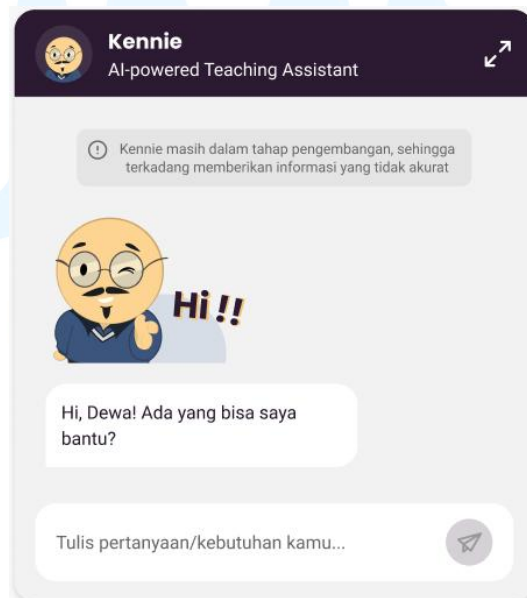 Kennie
AI-powered Teaching Assistant
Kennie masih dalam tahap pengembangan, sehingga
terkadang memberikan informasi yang tidak akurat
Hi !!
Hi, Dewa! Ada yang bisa saya
bantu?
Tulis pertanyaan/kebutuhan kamu...